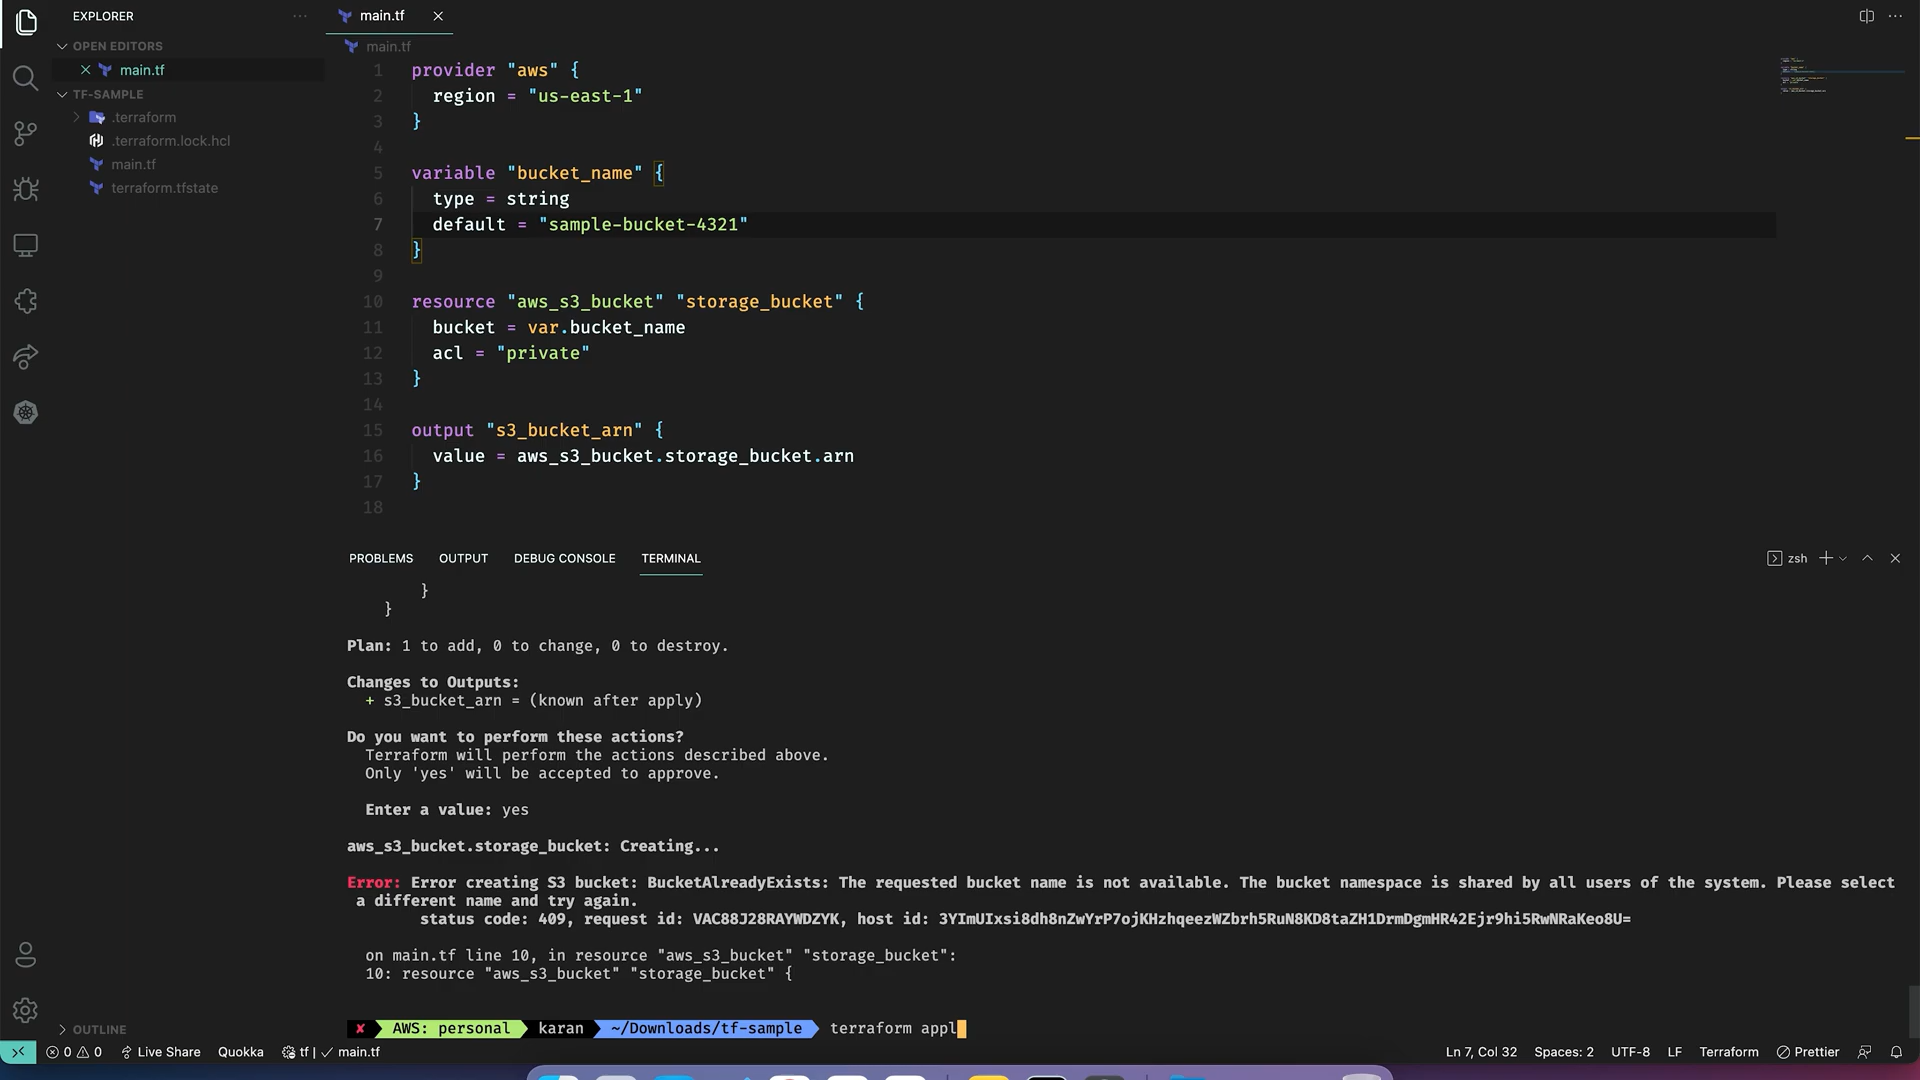 EXPLORER
main.tf
OPEN EDITORS
main.tf
main.tf
TF-SAMPLE
.terraform
.terraform.lock.hcl
main.tf
terraform.tfstate
1 provider "aws" {
2 region = "us-east-1"
3 }
4
5 variable "bucket_name" {
6 type = string
7 default = "sample-bucket-4321"
8 }
9
10 resource "aws_s3_bucket" "storage_bucket" {
11 bucket = var.bucket_name
12 acl = "private"
13 }
14
15 output "s3_bucket_arn" {
16 value = aws_s3_bucket.storage_bucket.arn
17 }
18
PROBLEMS OUTPUT DEBUG CONSOLE TERMINAL
zsh
}
}
Plan: 1 to add, 0 to change, 0 to destroy.
Changes to Outputs:
+ s3_bucket_arn = (known after apply)
Do you want to perform these actions?
Terraform will perform the actions described above.
Only 'yes' will be accepted to approve.
Enter a value: yes
aws_s3_bucket.storage_bucket: Creating...
Error: Error creating S3 bucket: BucketAlreadyExists: The requested bucket name is not available. The bucket namespace is shared by all users of the system. Please select
a different name and try again.
status code: 409, request id: VAC88J28RAYWDZYK, host id: 3YImUIxsi8dh8nZwYrP7ojKHzhqeezWZbrh5RuN8KD8taZH1DrmDgmHR42Ejr9hi5RwNRaKeo8U=
on main.tf line 10, in resource "aws_s3_bucket" "storage_bucket":
10: resource "aws_s3_bucket" "storage_bucket" {
✘ AWS: personal karan ~/Downloads/tf-sample terraform appl
OUTLINE
0 0 Live Share Quokka tf | ✓ main.tf
Ln 7, Col 32 Spaces: 2 UTF-8 LF Terraform Prettier